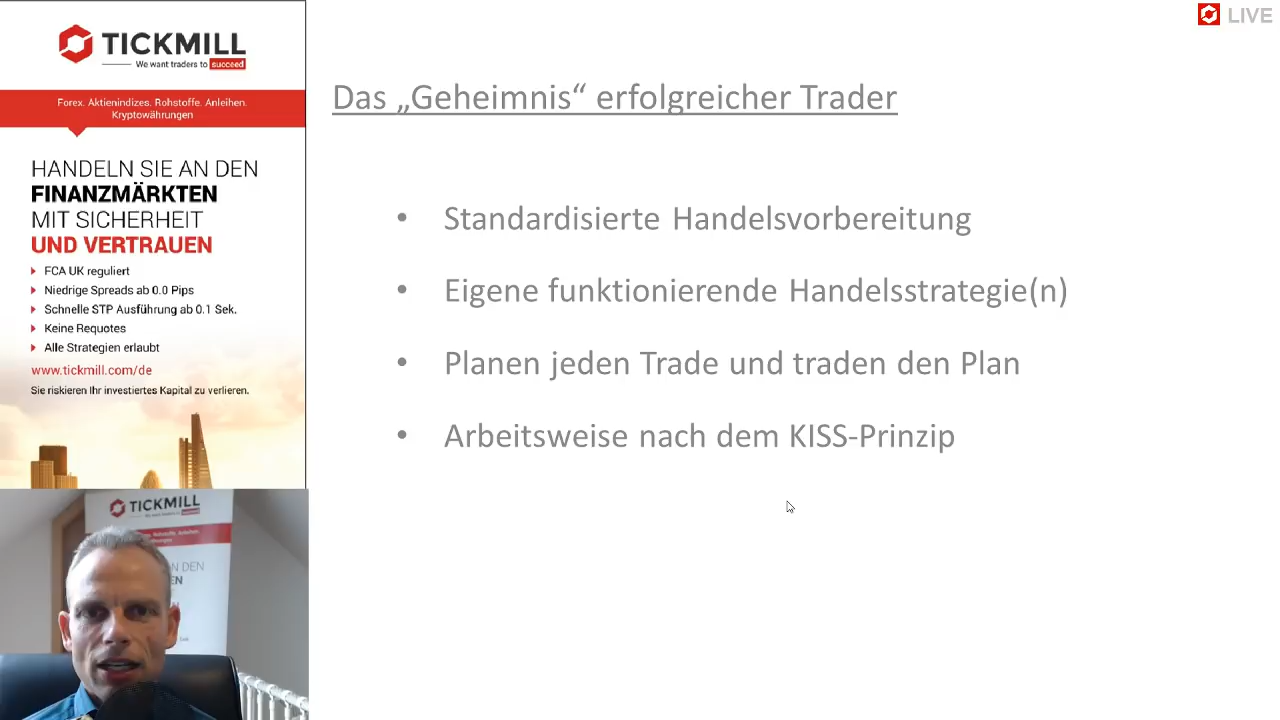 TICKMILL
We want traders to succeed
Forex. Aktienindizes. Rohstoffe. Anleihen.
Kryptowährungen
HANDELN SIE AN DEN
FINANZMÄRKTEN
MIT SICHERHEIT
UND VERTRAUEN
FCA UK reguliert
Niedrige Spreads ab 0.0 Pips
Schnelle STP Ausführung ab 0.1 Sek.
Keine Requotes
Alle Strategien erlaubt
www.tickmill.com/de
Sie riskieren Ihr investiertes Kapital zu verlieren.
LIVE
Das „Geheimnis“ erfolgreicher Trader
• Standardisierte Handelsvorbereitung
• Eigene funktionierende Handelsstrategie(n)
• Planen jeden Trade und traden den Plan
• Arbeitsweise nach dem KISS-Prinzip
TICKMILL